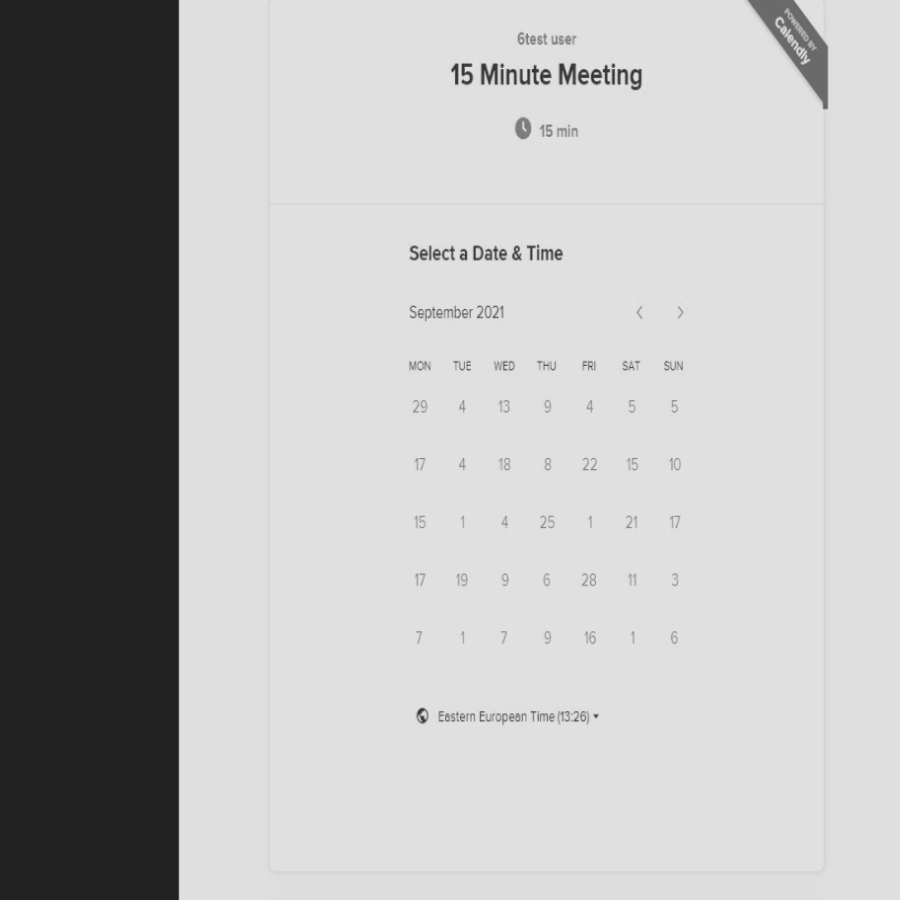 POWERED BY
Calendly
6test user
15 Minute Meeting
15 min
Select a Date & Time
September 2021
MON TUE WED THU FRI SAT SUN
29 4 13 9 4 5 5
17 4 18 8 22 15 10
15 1 4 25 1 21 17
17 19 9 6 28 11 3
7 1 7 9 16 1 6
Eastern European Time (13:26)